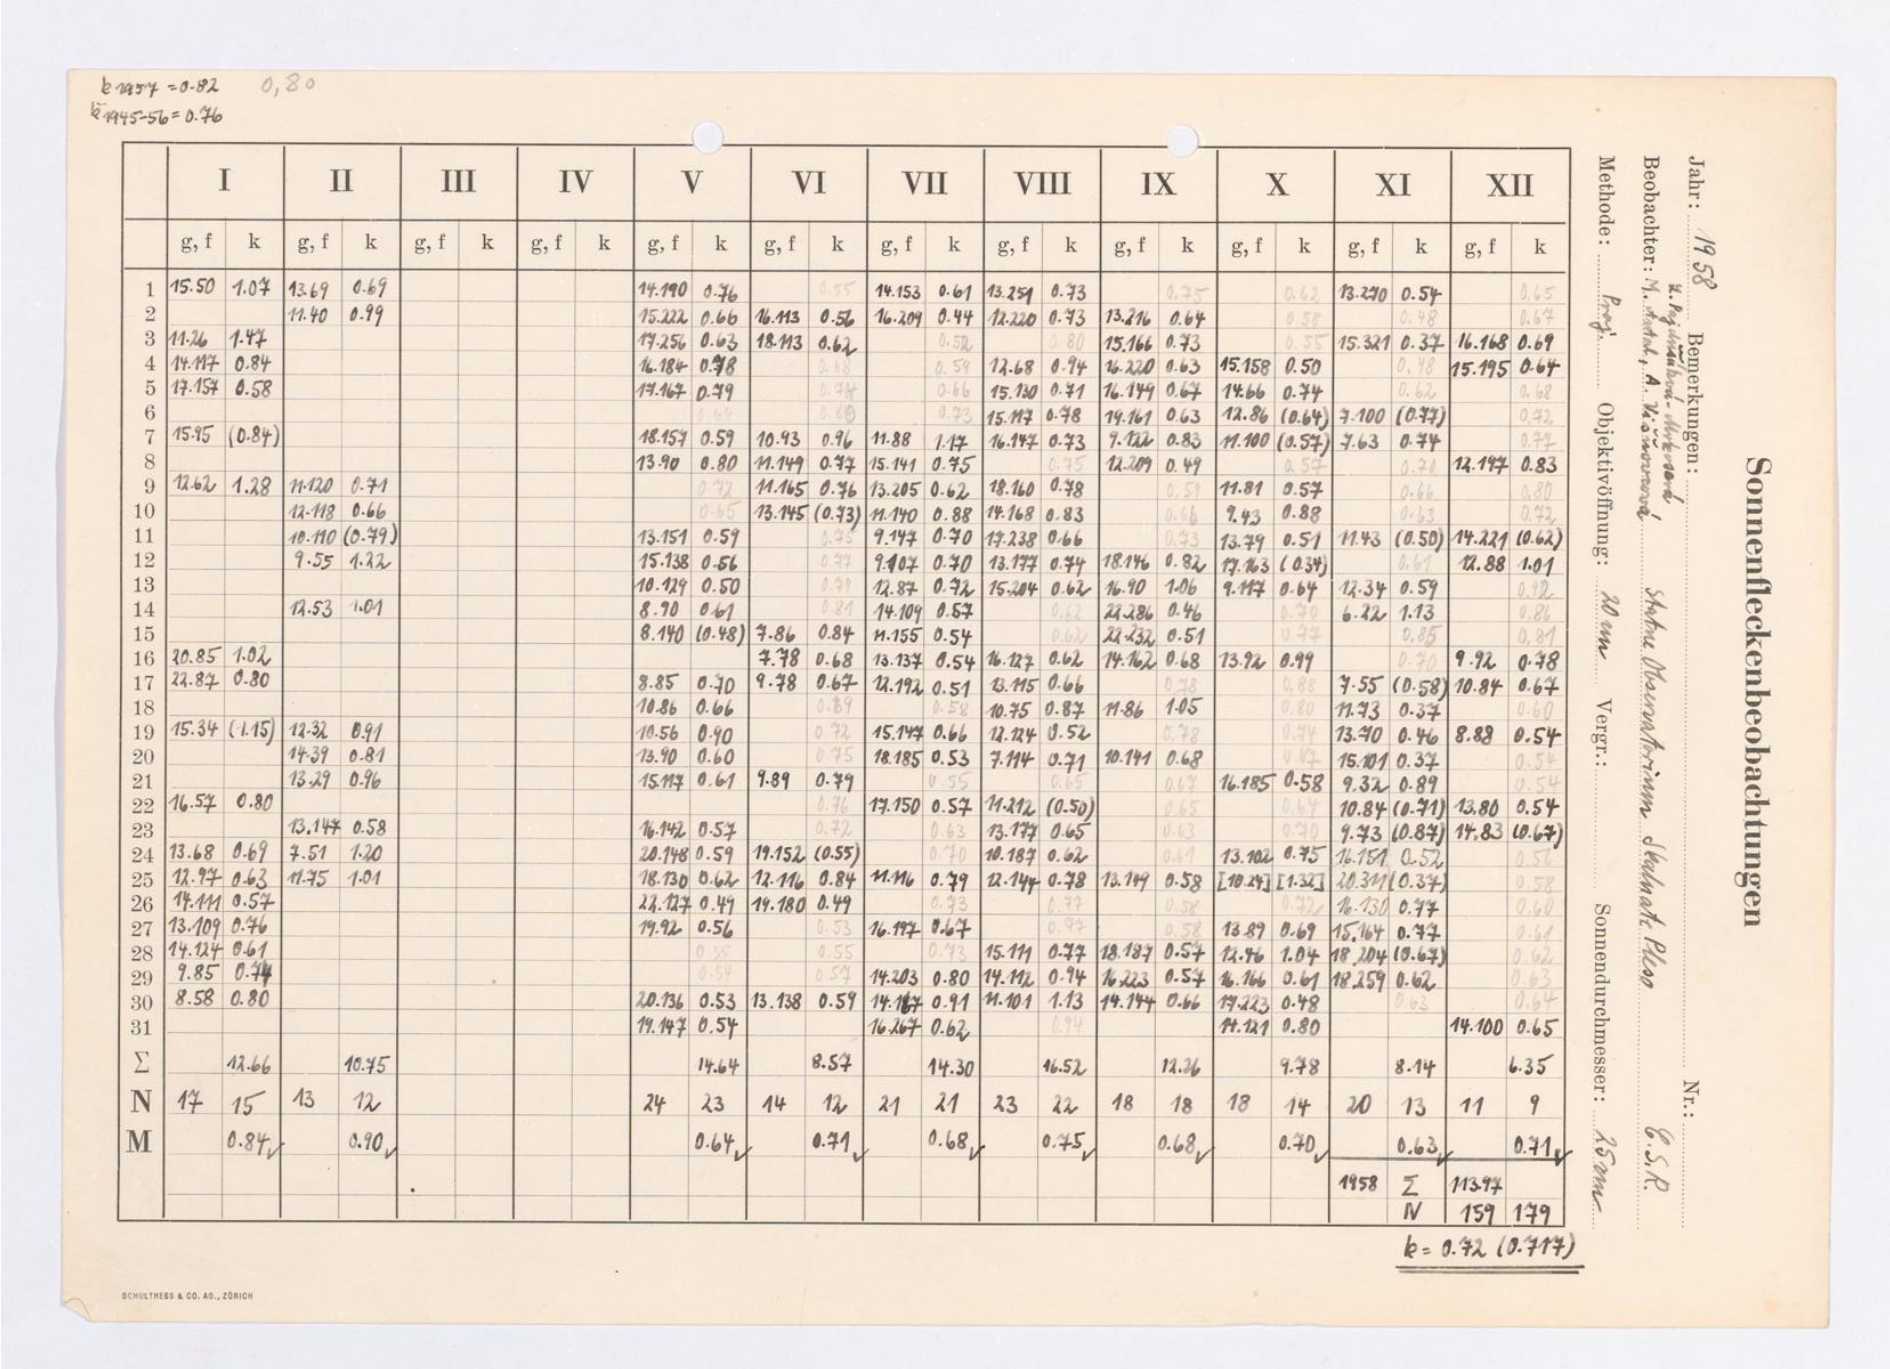 k 1957 = 0.82 0,80
k 1945-56 = 0.76
Sonnenfleckenbeobachtungen
Jahr: 1958 Bemerkungen: Nr.:
Beobachter: M. Antal, A. Státne Observatorium Skalnaté Pleso Č.S.R.
Methode: Proj. Objektivöffnung: 20 cm Vergr.: Sonnendurchmesser: 25 cm
I II III IV V VI VII VIII IX X XI XII
g, f k g, f k g, f k g, f k g, f k g, f k g, f k g, f k g, f k g, f k g, f k g, f k
1 15.50 1.07 13.69 0.69 14.190 0.76 0.55 14.153 0.61 13.251 0.73 0.75 0.62 13.270 0.54 0.65
2 11.40 0.99 15.222 0.66 16.113 0.56 16.209 0.44 12.220 0.73 13.216 0.64 0.58 0.48 0.67
3 11.26 1.47 17.256 0.63 18.113 0.62 0.52 0.80 15.166 0.73 0.55 15.321 0.37 16.168 0.69
4 14.117 0.84 16.184 0.78 0.68 0.59 12.68 0.94 16.220 0.63 15.158 0.50 0.48 15.195 0.64
5 17.157 0.58 17.167 0.79 0.66 15.130 0.71 16.149 0.67 14.66 0.74 0.62 0.68
6 0.69 0.73 15.117 0.78 19.161 0.63 12.86 (0.64) 7.100 (0.77) 0.72
7 15.95 (0.84) 18.157 0.59 10.93 0.96 11.88 1.17 16.147 0.73 9.122 0.83 11.100 (0.57) 7.63 0.74 0.77
8 13.90 0.80 11.149 0.77 15.141 0.75 0.75 12.209 0.49 0.57 0.70 12.197 0.83
9 12.62 1.28 11.120 0.71 0.72 11.165 0.76 13.205 0.62 18.160 0.78 0.59 11.81 0.57 0.66 0.80
10 12.118 0.66 0.65 13.145 (0.73) 11.140 0.88 14.168 0.83 0.66 9.43 0.88 0.63 0.72
11 10.110 (0.79) 13.151 0.59 0.75 9.147 0.70 17.238 0.66 0.73 13.79 0.51 11.43 (0.50) 14.221 (0.62)
12 9.55 1.22 15.138 0.56 0.77 9.107 0.70 13.177 0.74 18.146 0.82 17.163 (0.34) 0.61 12.88 1.01
13 10.129 0.50 0.79 12.87 0.72 15.204 0.62 16.90 1.06 9.117 0.64 12.34 0.59 0.92
14 12.53 1.01 8.70 0.61 0.81 14.109 0.57 0.62 22.286 0.46 0.70 6.22 1.13 0.86
15 8.140 (0.48) 7.86 0.84 11.155 0.54 0.62 22.232 0.51 0.77 0.85 0.81
16 20.85 1.02 7.78 0.68 13.137 0.54 16.127 0.62 14.162 0.68 13.92 0.99 0.70 9.92 0.78
17 22.87 0.80 8.85 0.70 9.78 0.67 12.192 0.51 13.115 0.66 0.78 0.88 7.55 (0.58) 10.84 0.67
18 10.86 0.66 0.69 0.58 10.75 0.87 11.86 1.05 0.80 11.73 0.37 0.60
19 15.34 (1.15) 12.32 0.91 10.56 0.90 0.72 15.147 0.66 12.124 0.52 0.78 0.74 13.70 0.46 8.88 0.54
20 14.39 0.81 13.90 0.60 0.75 18.185 0.53 7.114 0.71 10.141 0.68 15.101 0.37 0.54
21 13.29 0.96 15.117 0.61 9.89 0.79 0.55 0.65 0.67 16.185 0.58 9.32 0.89 0.54
22 16.57 0.80 0.76 17.150 0.57 11.212 (0.50) 0.65 0.64 10.84 (0.71) 13.80 0.54
23 13.147 0.58 16.142 0.57 0.72 0.63 13.177 0.65 0.63 0.70 9.73 (0.87) 14.83 (0.67)
24 13.68 0.69 7.51 1.20 20.148 0.59 19.152 (0.55) 0.70 10.187 0.62 0.61 13.102 0.75 16.151 0.52 0.56
25 12.97 0.63 11.75 1.01 18.130 0.62 12.116 0.84 11.116 0.79 12.144 0.78 13.149 0.58 [10.24] [1.32] 20.311 (0.37) 0.58
26 14.111 0.57 22.127 0.49 19.180 0.49 0.73 0.77 0.58 0.72 16.130 0.77 0.60
27 13.109 0.76 19.92 0.56 0.53 16.197 0.67 0.77 0.58 13.89 0.69 15.164 0.77 0.61
28 14.124 0.61 0.55 0.55 0.73 15.111 0.77 18.187 0.57 12.46 1.04 18.204 (0.67) 0.62
29 9.85 0.74 0.54 0.57 14.203 0.80 14.112 0.94 16.223 0.57 16.166 0.61 18.259 0.62 0.63
30 8.58 0.80 20.136 0.53 13.138 0.59 14.167 0.91 11.101 1.13 14.144 0.66 17.223 0.48 0.63 0.64
31 19.147 0.54 16.267 0.62 0.94 14.121 0.80 14.100 0.65
Σ 12.66 10.75 14.64 8.57 14.30 16.52 12.26 9.78 8.14 6.35
N 17 15 13 12 24 23 14 12 21 21 23 22 18 18 18 14 20 13 11 9
M 0.84 0.90 0.64 0.71 0.68 0.75 0.68 0.70 0.63 0.71
1958 Σ 113.97
N 159 179
k = 0.72 (0.717)
SCHULTHESS & CO. AG., ZÜRICH